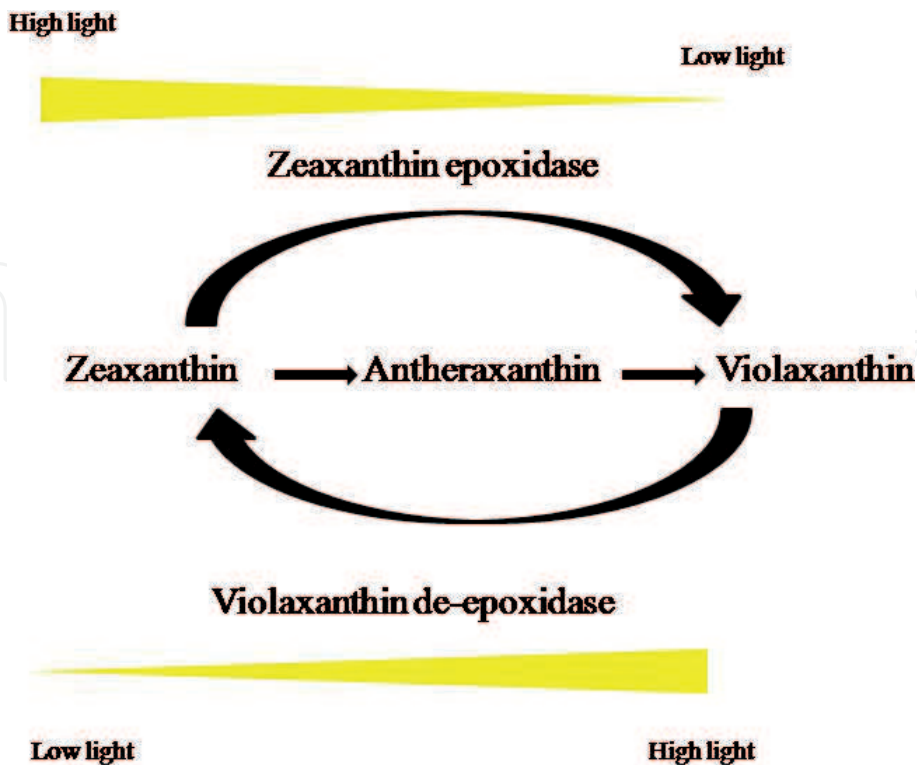 High light
Low light
Zeaxanthin epoxidase
Zeaxanthin Antheraxanthin Violaxanthin
Violaxanthin de-epoxidase
Low light
High light